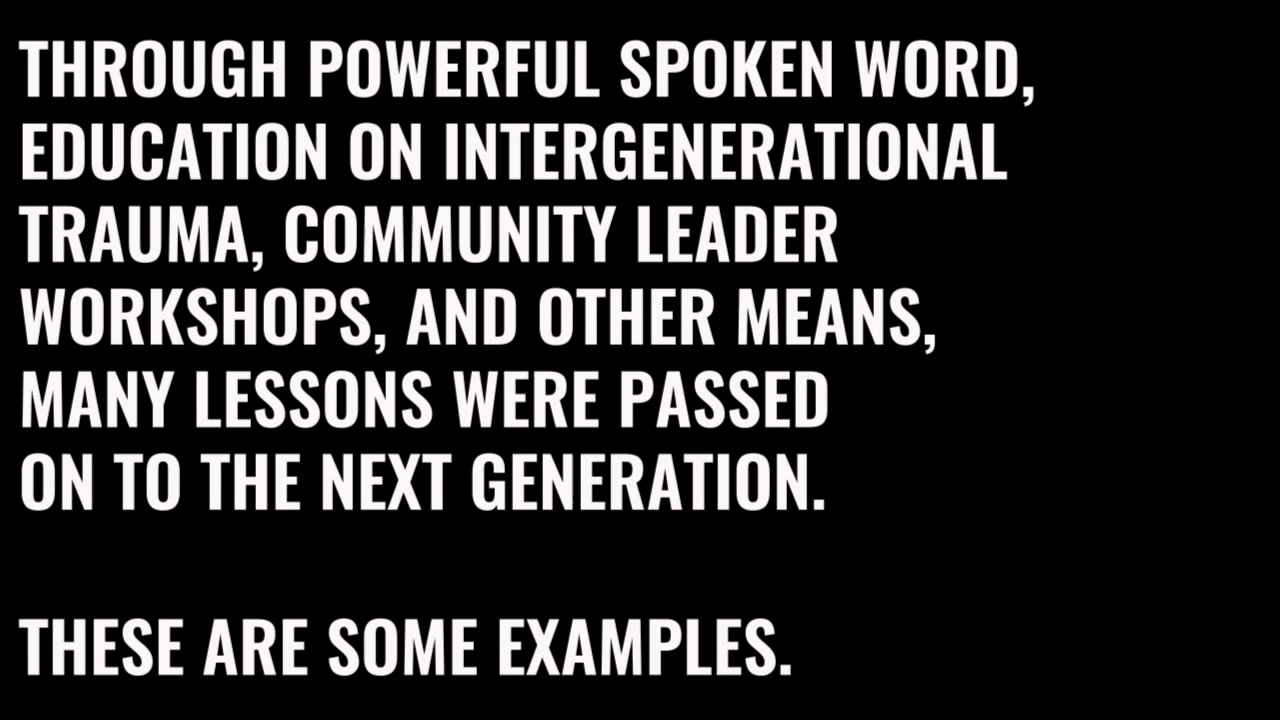 THROUGH POWERFUL SPOKEN WORD,
EDUCATION ON INTERGENERATIONAL
TRAUMA, COMMUNITY LEADER
WORKSHOPS, AND OTHER MEANS,
MANY LESSONS WERE PASSED
ON TO THE NEXT GENERATION.
THESE ARE SOME EXAMPLES.